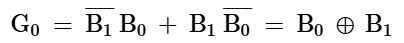 G₀ = B̅₁ B₀ + B₁ B̅₀ = B₀ ⊕ B₁